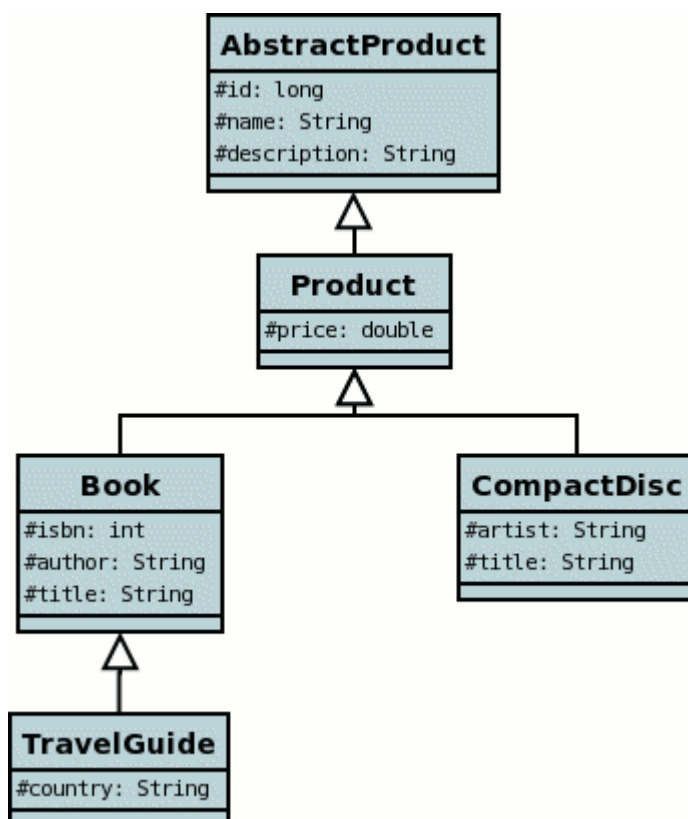 AbstractProduct
#id: long
#name: String
#description: String
Product
#price: double
Book
#isbn: int
#author: String
#title: String
CompactDisc
#artist: String
#title: String
TravelGuide
#country: String